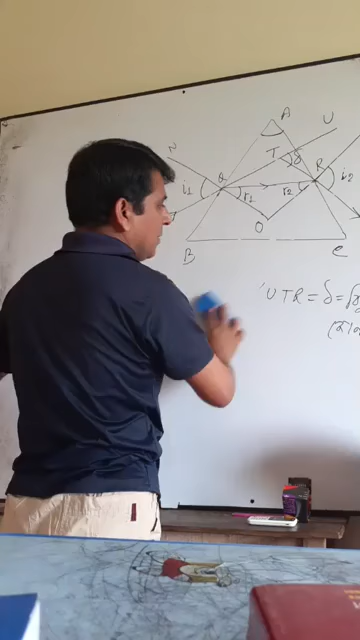 A
U
N
T δ
Q
R
i₁
i₂
r₁
r₂
O
B
C
UTR = δ =